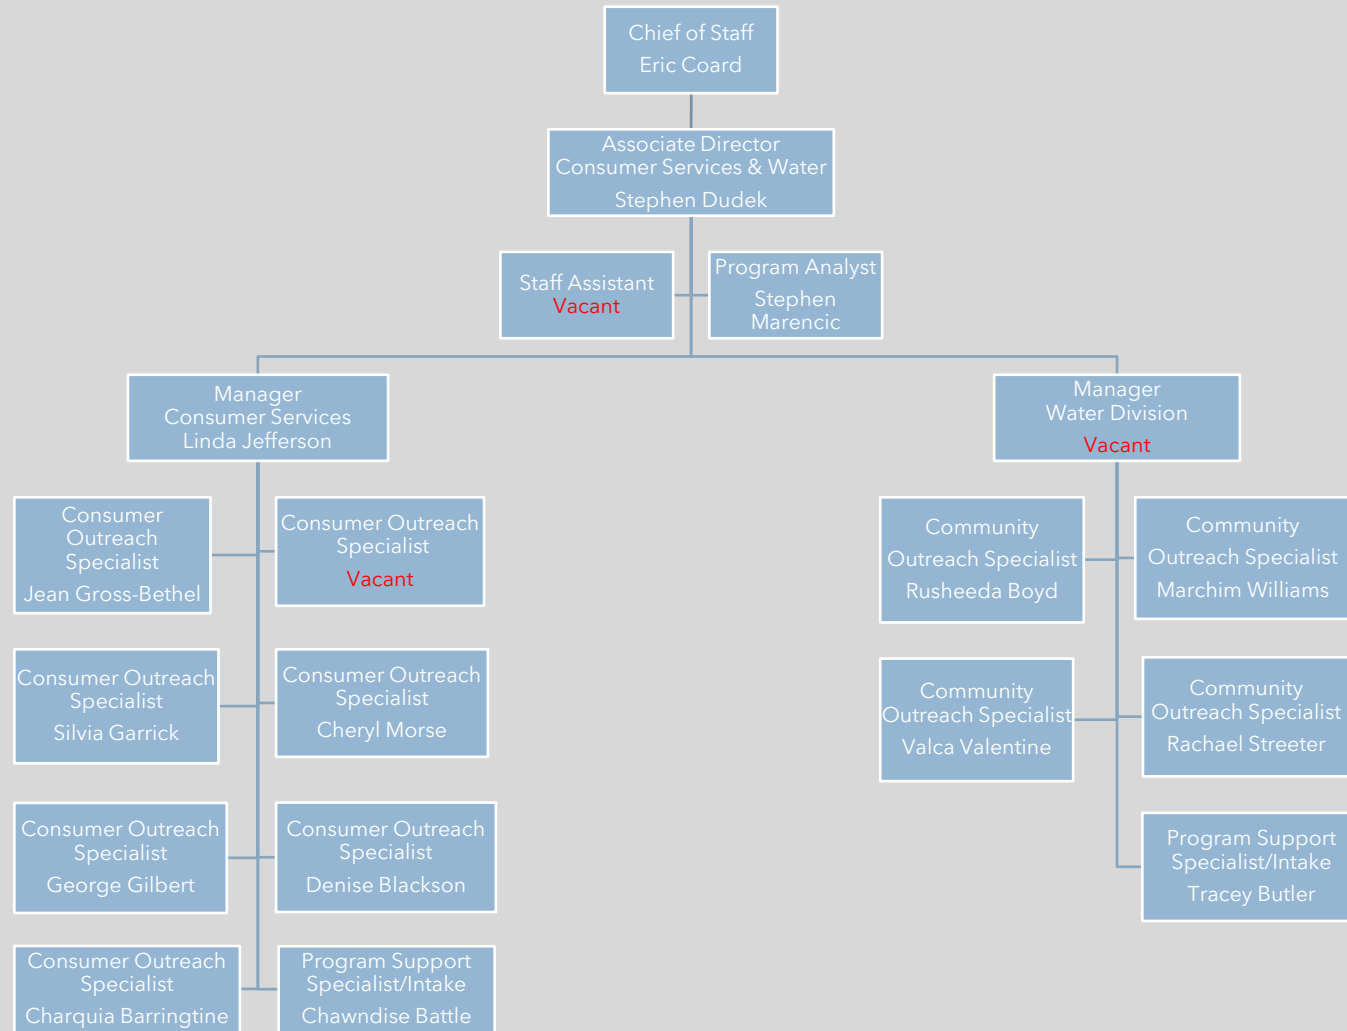 Chief of Staff
Eric Coard
Associate Director
Consumer Services & Water
Stephen Dudek
Staff Assistant
Vacant
Program Analyst
Stephen
Marencic
Manager
Consumer Services
Linda Jefferson
Manager
Water Division
Vacant
Consumer
Outreach
Specialist
Jean Gross-Bethel
Consumer Outreach
Specialist
Vacant
Community
Outreach Specialist
Rusheeda Boyd
Community
Outreach Specialist
Marchim Williams
Consumer Outreach
Specialist
Silvia Garrick
Consumer Outreach
Specialist
Cheryl Morse
Community
Outreach Specialist
Valca Valentine
Community
Outreach Specialist
Rachael Streeter
Consumer Outreach
Specialist
George Gilbert
Consumer Outreach
Specialist
Denise Blackson
Program Support
Specialist/Intake
Tracey Butler
Consumer Outreach
Specialist
Charquia Barringtine
Program Support
Specialist/Intake
Chawndise Battle